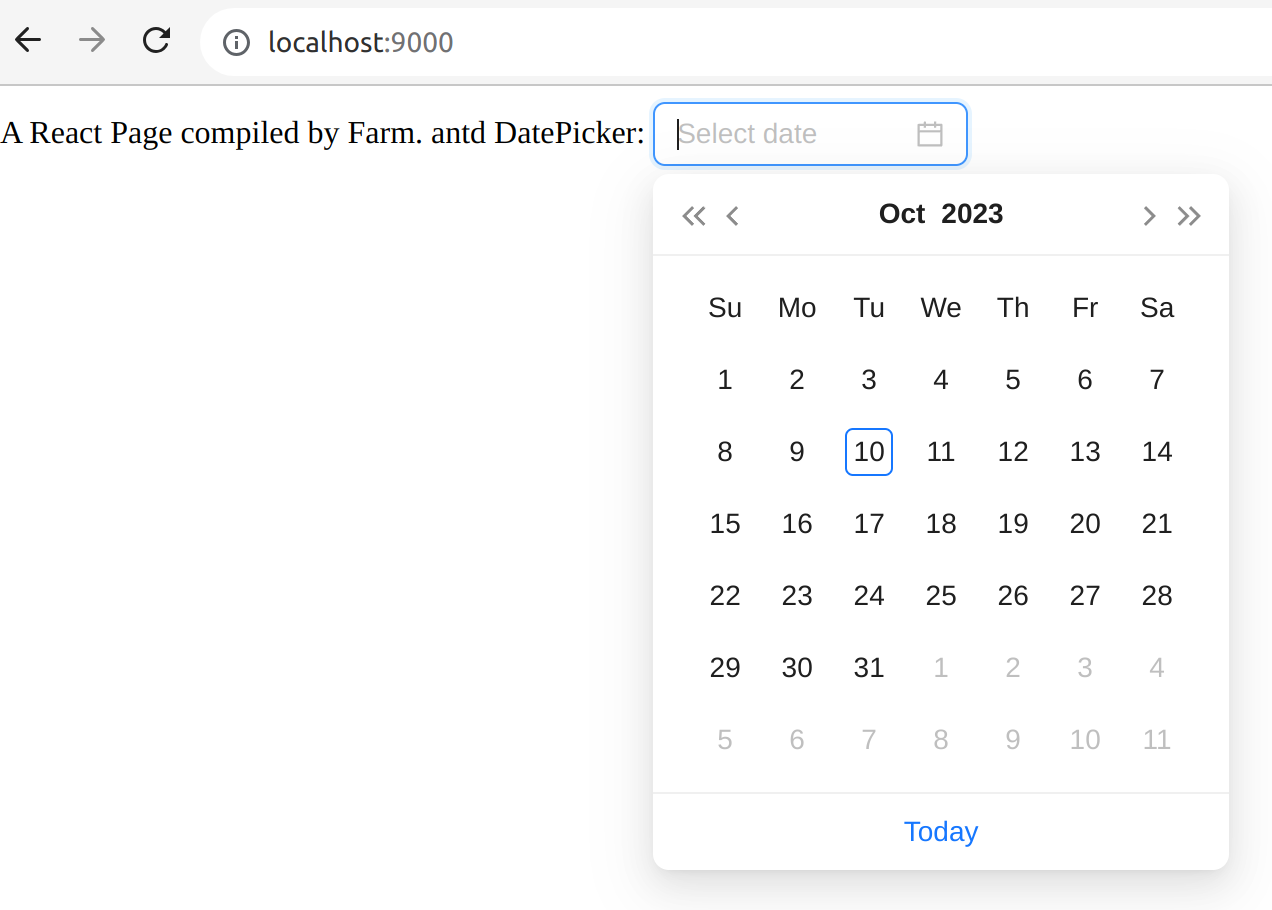 localhost:9000
A React Page compiled by Farm. antd DatePicker: Select date
Oct 2023
Su Mo Tu We Th Fr Sa
1 2 3 4 5 6 7
8 9 10 11 12 13 14
15 16 17 18 19 20 21
22 23 24 25 26 27 28
29 30 31 1 2 3 4
5 6 7 8 9 10 11
Today